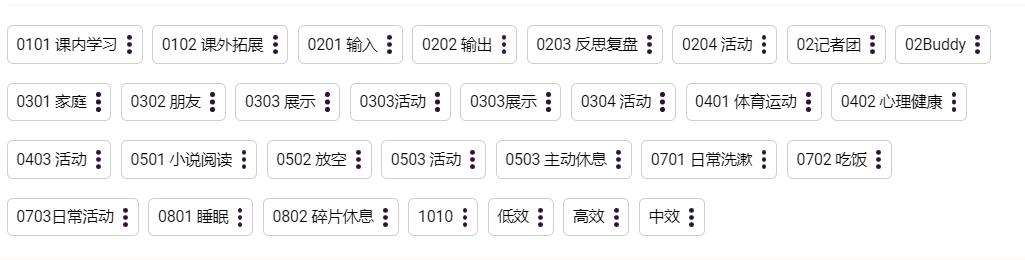 0101 课内学习 0102 课外拓展 0201 输入 0202 输出 0203 反思复盘 0204 活动 02记者团 02Buddy
0301 家庭 0302 朋友 0303 展示 0303活动 0303展示 0304 活动 0401 体育运动 0402 心理健康
0403 活动 0501 小说阅读 0502 放空 0503 活动 0503 主动休息 0701 日常洗漱 0702 吃饭
0703日常活动 0801 睡眠 0802 碎片休息 1010 低效 高效 中效